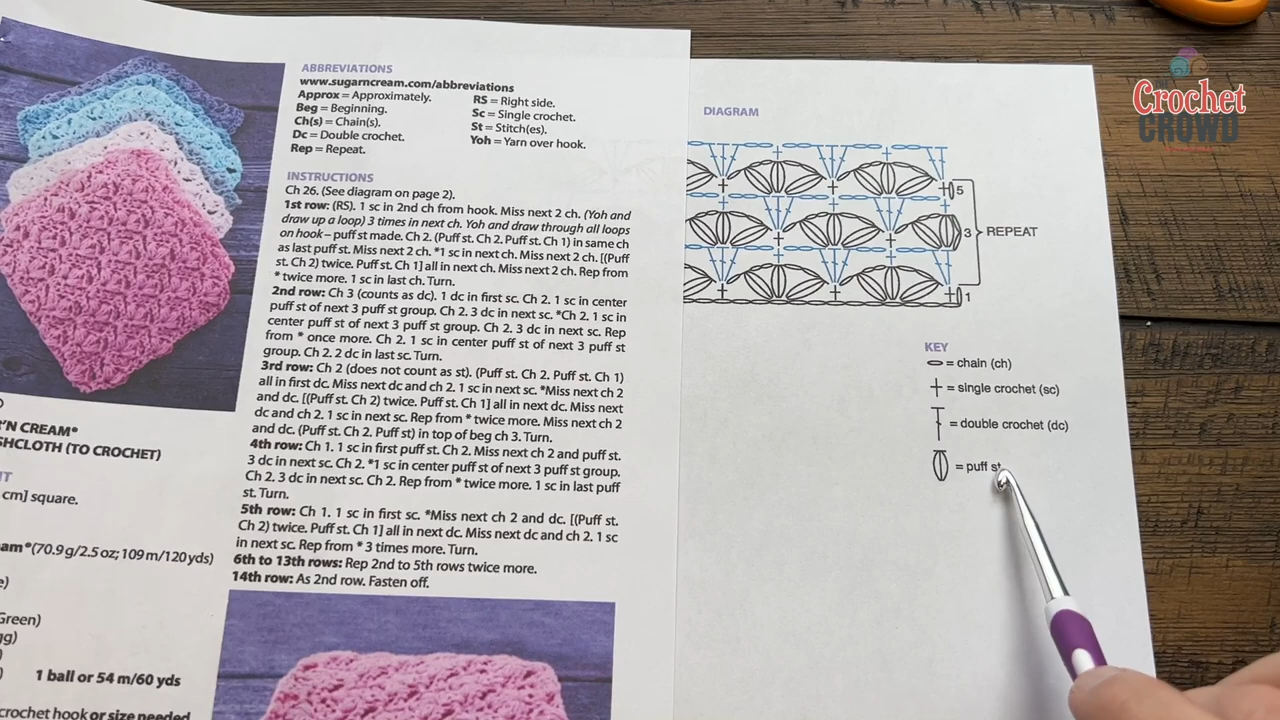 ABBREVIATIONS
www.sugarncream.com/abbreviations
Approx = Approximately.
Beg = Beginning.
Ch(s) = Chain(s).
Dc = Double crochet.
Rep = Repeat.
RS = Right side.
Sc = Single crochet.
St = Stitch(es).
Yoh = Yarn over hook.
INSTRUCTIONS
Ch 26. (See diagram on page 2).
1st row: (RS). 1 sc in 2nd ch from hook. Miss next 2 ch. (Yoh and
draw up a loop) 3 times in next ch. Yoh and draw through all loops
on hook – puff st made. Ch 2. (Puff st. Ch 2. Puff st. Ch 1) in same ch
as last puff st. Miss next 2 ch. *1 sc in next ch. Miss next 2 ch. [(Puff
st. Ch 2) twice. Puff st. Ch 1] all in next ch. Miss next 2 ch. Rep from
* twice more. 1 sc in last ch. Turn.
2nd row: Ch 3 (counts as dc). 1 dc in first sc. Ch 2. 1 sc in center
puff st of next 3 puff st group. Ch 2. 3 dc in next sc. *Ch 2. 1 sc in
center puff st of next 3 puff st group. Ch 2. 3 dc in next sc. Rep
from * once more. Ch 2. 1 sc in center puff st of next 3 puff st
group. Ch 2. 2 dc in last sc. Turn.
3rd row: Ch 2 (does not count as st). (Puff st. Ch 2. Puff st. Ch 1)
all in first dc. Miss next dc and ch 2. 1 sc in next sc. *Miss next ch 2
and dc. [(Puff st. Ch 2) twice. Puff st. Ch 1] all in next dc. Miss next
dc and ch 2. 1 sc in next sc. Rep from * twice more. Miss next ch 2
and dc. (Puff st. Ch 2. Puff st) in top of beg ch 3. Turn.
4th row: Ch 1. 1 sc in first puff st. Ch 2. Miss next ch 2 and puff st.
3 dc in next sc. Ch 2. *1 sc in center puff st of next 3 puff st group.
Ch 2. 3 dc in next sc. Ch 2. Rep from * twice more. 1 sc in last puff
st. Turn.
5th row: Ch 1. 1 sc in first sc. *Miss next ch 2 and dc. [(Puff st.
Ch 2) twice. Puff st. Ch 1] all in next dc. Miss next dc and ch 2. 1 sc
in next sc. Rep from * 3 times more. Turn.
6th to 13th rows: Rep 2nd to 5th rows twice more.
14th row: As 2nd row. Fasten off.
R'N CREAM®
SHCLOTH (TO CROCHET)
NT
cm] square.
am® (70.9 g/2.5 oz; 109 m/120 yds)
e)
Green)
gg)
)
) 1 ball or 54 m/60 yds
crochet hook or size needed
DIAGRAM
5
3 REPEAT
1
KEY
= chain (ch)
= single crochet (sc)
= double crochet (dc)
= puff st
THE
Crochet
CROWD